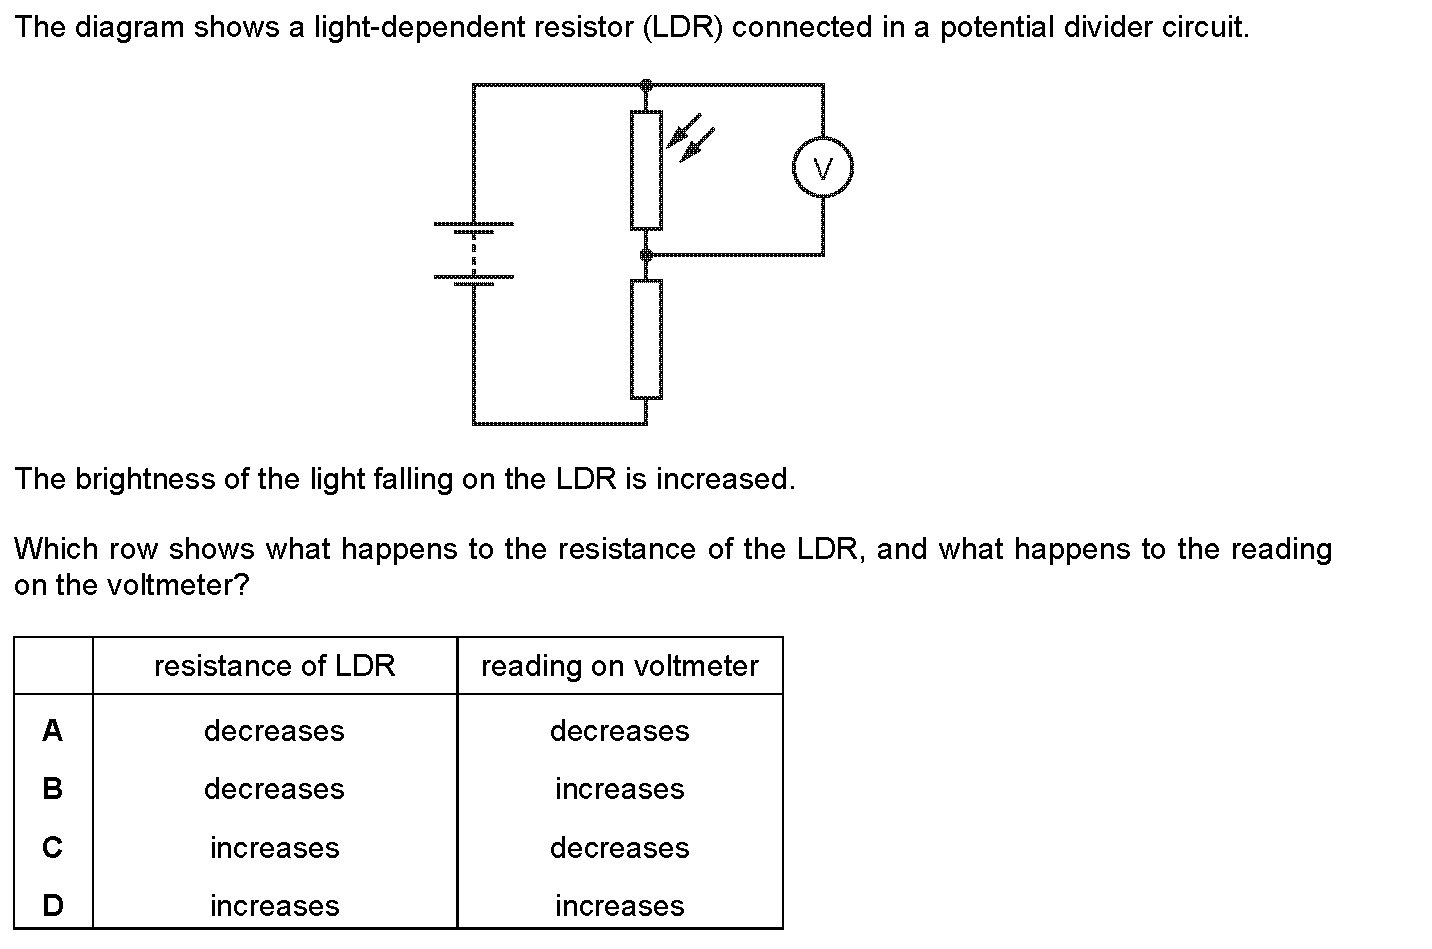 The diagram shows a light-dependent resistor (LDR) connected in a potential divider circuit.
V
The brightness of the light falling on the LDR is increased.
Which row shows what happens to the resistance of the LDR, and what happens to the reading
on the voltmeter?
resistance of LDR reading on voltmeter
A decreases decreases
B decreases increases
C increases decreases
D increases increases